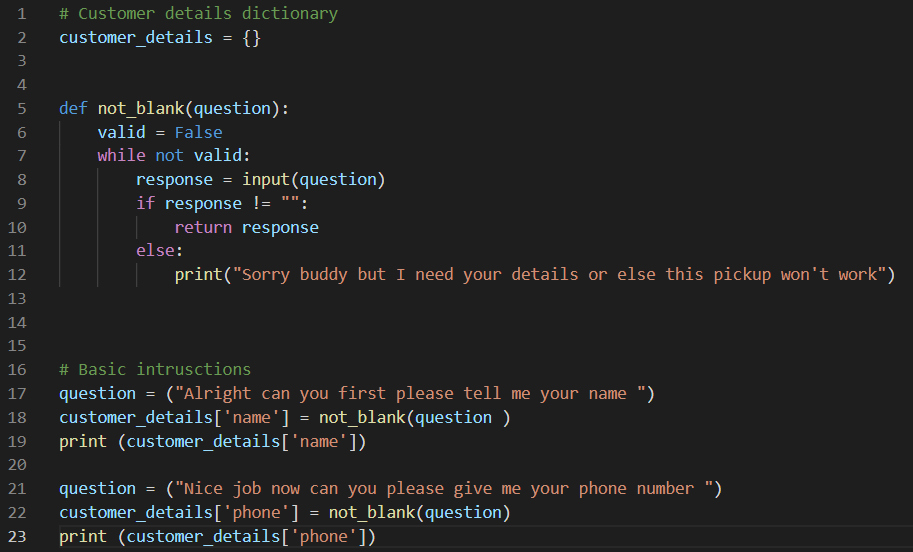 1 # Customer details dictionary
2 customer_details = {}
3
4
5 def not_blank(question):
6     valid = False
7     while not valid:
8         response = input(question)
9         if response != "":
10             return response
11         else:
12             print("Sorry buddy but I need your details or else this pickup won't work")
13
14
15
16 # Basic intrusctions
17 question = ("Alright can you first please tell me your name ")
18 customer_details['name'] = not_blank(question )
19 print (customer_details['name'])
20
21 question = ("Nice job now can you please give me your phone number ")
22 customer_details['phone'] = not_blank(question)
23 print (customer_details['phone'])